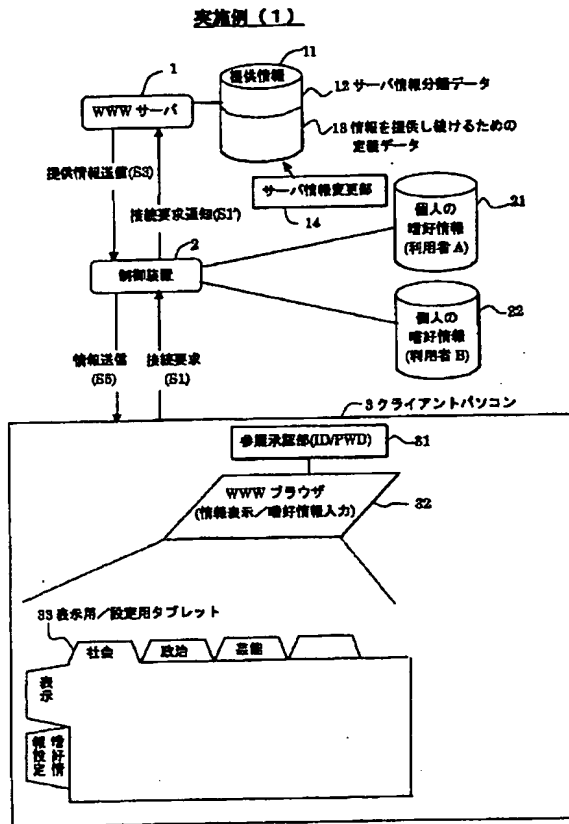 実施例（1）
11
1
提供情報
12 サーバ情報分類データ
WWW サーバ
13 情報を提供し続けるための
定義データ
提供情報送信(S3)
サーバ情報変更部
接続要求通知(S1')
14
21
個人の
嗜好情報
(利用者 A)
2
制御装置
22
個人の
嗜好情報
(利用者 B)
情報送信
(S5)
接続要求
(S1)
3クライアントパソコン
参照承認部(ID/PWD)
31
WWW ブラウザ
(情報表示／嗜好情報入力)
32
33 表示用／設定用タブレット
社会
政治
芸能
表示
嗜好情
報設定